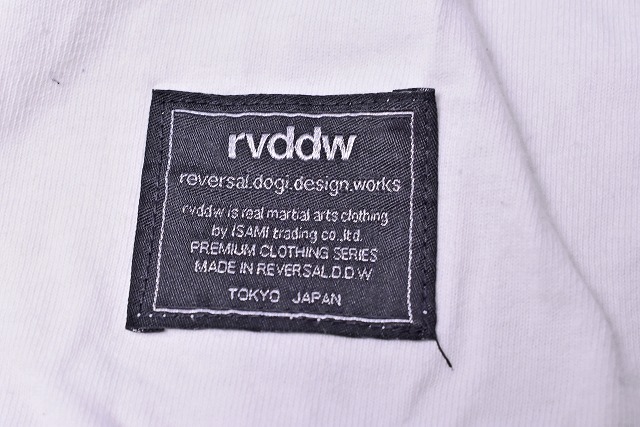 rvddw
reversal.dogi.design.works
rvddw is real martial arts clothing
by ISAMI trading co.,ltd.
PREMIUM CLOTHING SERIES
MADE IN REVERSAL.D.D.W
TOKYO JAPAN